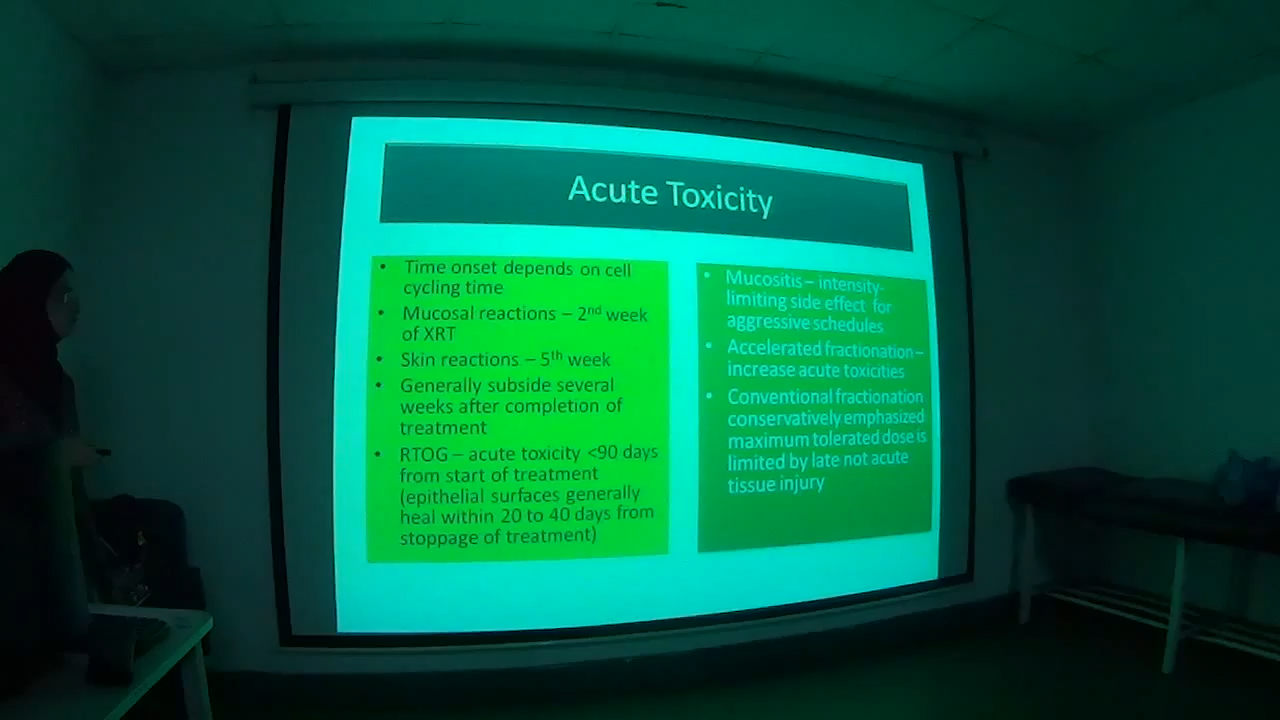 Acute Toxicity
• Time onset depends on cell
cycling time
• Mucosal reactions – 2nd week
of XRT
• Skin reactions – 5th week
• Generally subside several
weeks after completion of
treatment
• RTOG – acute toxicity <90 days
from start of treatment
(epithelial surfaces generally
heal within 20 to 40 days from
stoppage of treatment)
• Mucositis – intensity-
limiting side effect for
aggressive schedules
• Accelerated fractionation –
increase acute toxicities
• Conventional fractionation
conservatively emphasized
maximum tolerated dose is
limited by late not acute
tissue injury